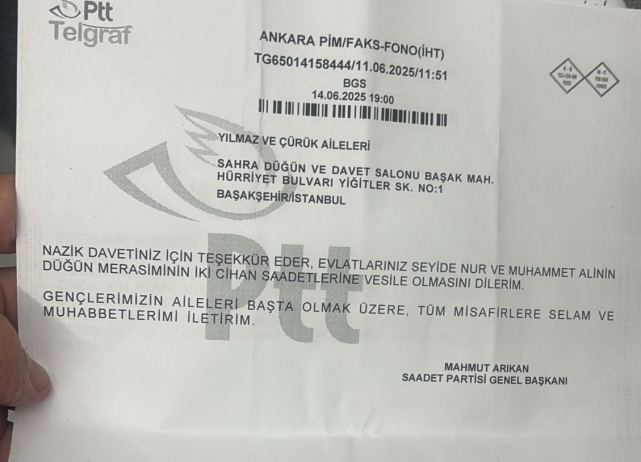 Ptt
Telgraf
ANKARA PİM/FAKS-FONO(İHT)
TG65014158444/11.06.2025/11:51
BGS
14.06.2025 19:00
YILMAZ VE ÇÜRÜK AİLELERİ
SAHRA DÜĞÜN VE DAVET SALONU BAŞAK MAH.
HÜRRİYET BULVARI YİĞİTLER SK. NO:1
BAŞAKŞEHİR/İSTANBUL
NAZİK DAVETİNİZ İÇİN TEŞEKKÜR EDER, EVLATLARINIZ SEYİDE NUR VE MUHAMMET ALİNİN
DÜĞÜN MERASİMİNİN İKİ CİHAN SAADETLERİNE VESİLE OLMASINI DİLERİM.
GENÇLERİMİZİN AİLELERİ BAŞTA OLMAK ÜZERE, TÜM MİSAFİRLERE SELAM VE
MUHABBETLERİMİ İLETİRİM.
Ptt
MAHMUT ARIKAN
SAADET PARTİSİ GENEL BAŞKANI